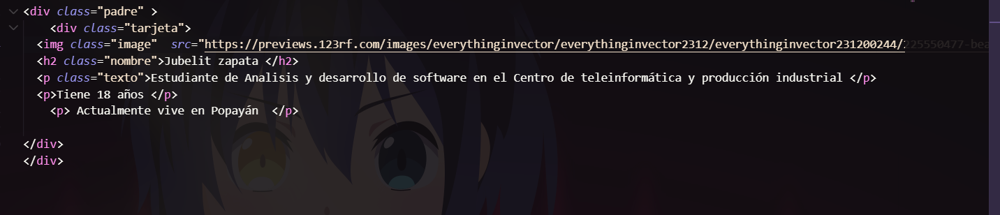 <div class="padre" >
<div class="tarjeta">
<img class="image" src="https://previews.123rf.com/images/everythinginvector/everythinginvector2312/everythinginvector231200244/225550477-bea
<h2 class="nombre">Jubelit zapata </h2>
<p class="texto">Estudiante de Analisis y desarrollo de software en el Centro de teleinformática y producción industrial </p>
<p>Tiene 18 años </p>
<p> Actualmente vive en Popayán  </p>
</div>
</div>